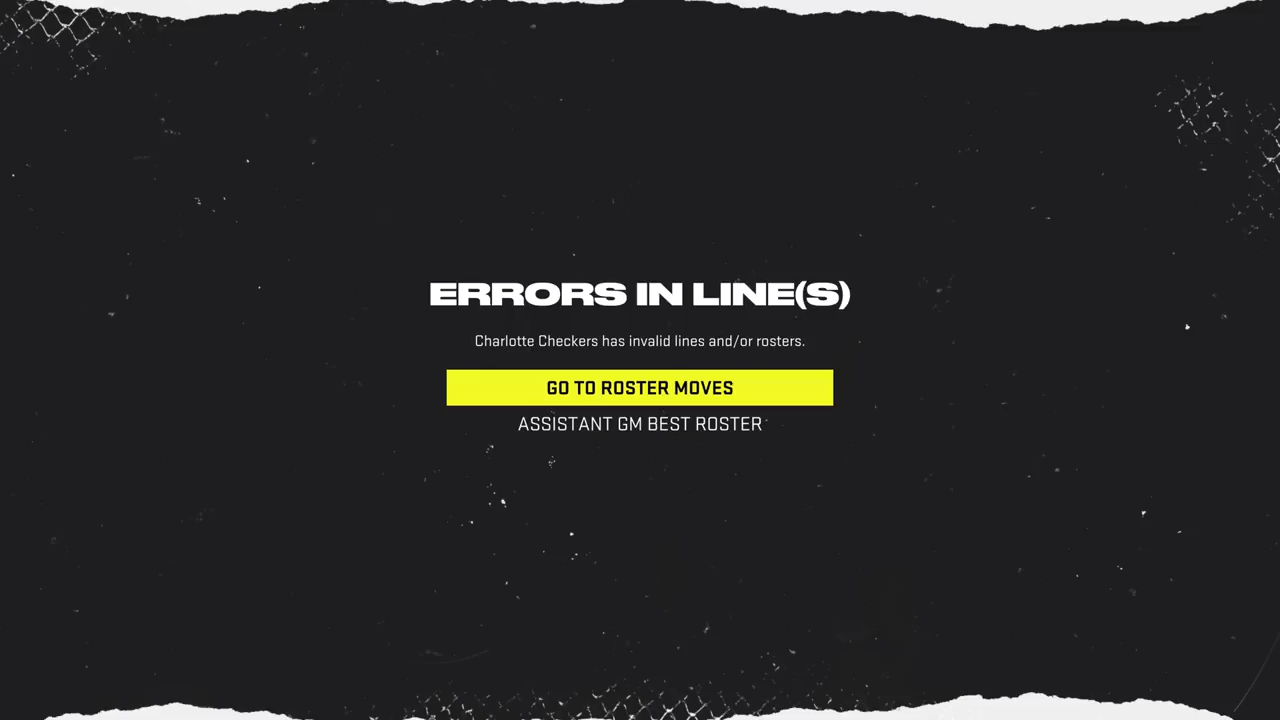 ERRORS IN LINE(S)
Charlotte Checkers has invalid lines and/or rosters.
GO TO ROSTER MOVES
ASSISTANT GM BEST ROSTER